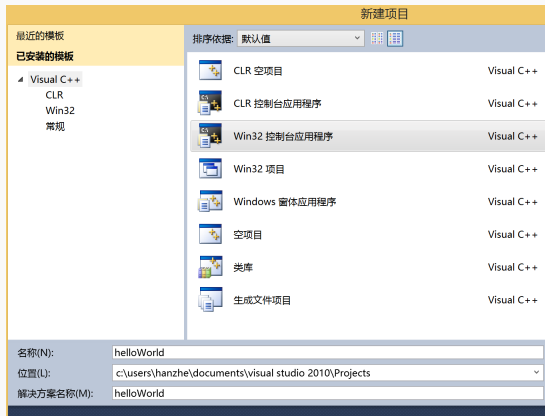 新建项目
最近的模板
已安装的模板
Visual C++
CLR
Win32
常规
排序依据: 默认值
CLR 空项目 Visual C++
CLR 控制台应用程序 Visual C++
Win32 控制台应用程序 Visual C++
Win32 项目 Visual C++
Windows 窗体应用程序 Visual C++
空项目 Visual C++
类库 Visual C++
生成文件项目 Visual C++
名称(N): helloWorld
位置(L): c:\users\hanzhe\documents\visual studio 2010\Projects
解决方案名称(M): helloWorld